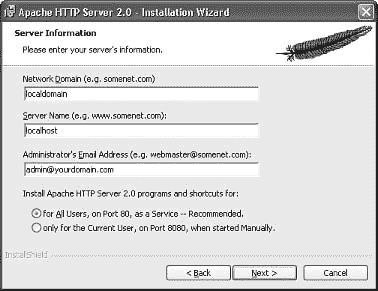 Apache HTTP Server 2.0 - Installation Wizard
Server Information
Please enter your server's information.
Network Domain (e.g. somenet.com)
localdomain
Server Name (e.g. www.somenet.com):
localhost
Administrator's Email Address (e.g. webmaster@somenet.com):
admin@yourdomain.com
Install Apache HTTP Server 2.0 programs and shortcuts for:
for All Users, on Port 80, as a Service -- Recommended.
only for the Current User, on Port 8080, when started Manually.
InstallShield
< Back Next > Cancel